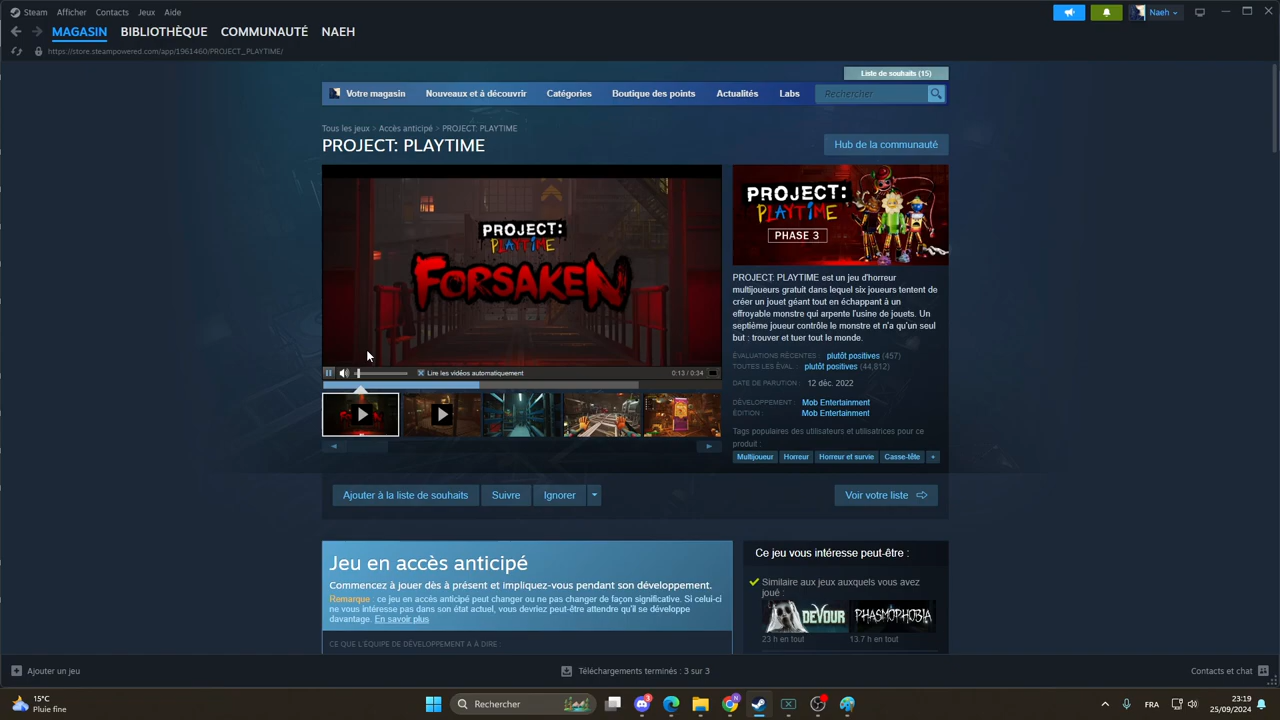 Steam Afficher Contacts Jeux Aide
Naeh
MAGASIN BIBLIOTHÈQUE COMMUNAUTÉ NAEH
https://store.steampowered.com/app/1961460/PROJECT_PLAYTIME/
Liste de souhaits (15)
Votre magasin Nouveaux et à découvrir Catégories Boutique des points Actualités Labs Rechercher
Tous les jeux > Accès anticipé > PROJECT: PLAYTIME
PROJECT: PLAYTIME
Hub de la communauté
PROJECT:
PLAYTIME
FORSAKEN
Lire les vidéos automatiquement 0:13 / 0:34
PROJECT:
PLAYTIME
PHASE 3
PROJECT: PLAYTIME est un jeu d'horreur
multijoueurs gratuit dans lequel six joueurs tentent de
créer un jouet géant tout en échappant à un
effroyable monstre qui arpente l'usine de jouets. Un
septième joueur contrôle le monstre et n'a qu'un seul
but : trouver et tuer tout le monde.
ÉVALUATIONS RÉCENTES : plutôt positives (457)
TOUTES LES ÉVAL. : plutôt positives (44,812)
DATE DE PARUTION : 12 déc. 2022
DÉVELOPPEMENT : Mob Entertainment
ÉDITION : Mob Entertainment
Tags populaires des utilisateurs et utilisatrices pour ce
produit :
Multijoueur Horreur Horreur et survie Casse-tête +
Ajouter à la liste de souhaits Suivre Ignorer Voir votre liste
Jeu en accès anticipé
Commencez à jouer dès à présent et impliquez-vous pendant son développement.
Remarque : ce jeu en accès anticipé peut changer ou ne pas changer de façon significative. Si celui-ci
ne vous intéresse pas dans son état actuel, vous devriez peut-être attendre qu'il se développe
davantage. En savoir plus
CE QUE L'ÉQUIPE DE DÉVELOPPEMENT A À DIRE :
Ce jeu vous intéresse peut-être :
Similaire aux jeux auxquels vous avez
joué :
DEVOUR PHASMOPHOBIA
23 h en tout 13.7 h en tout
Ajouter un jeu Téléchargements terminés : 3 sur 3 Contacts et chat
15°C
Pluie fine
Rechercher
3
N
FRA
23:19
25/09/2024